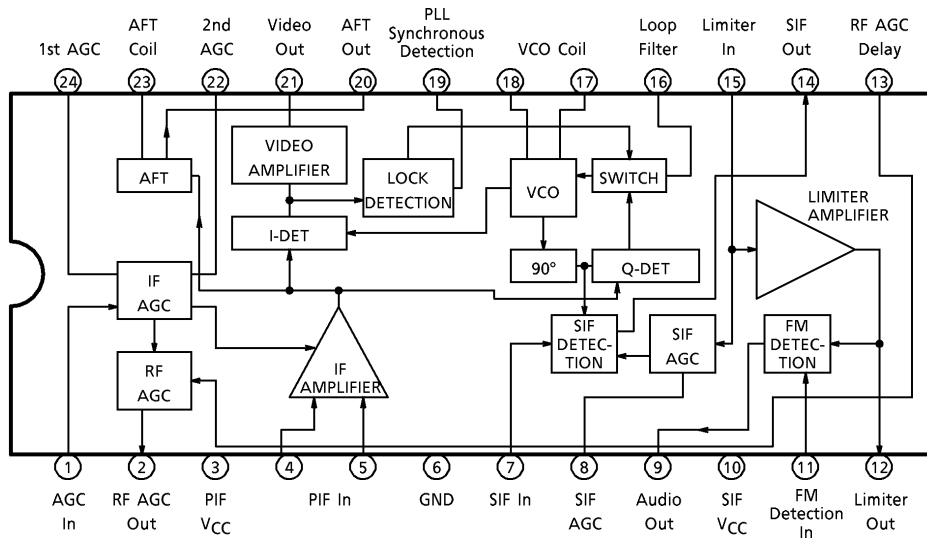 1st AGC
AFT
Coil
2nd
AGC
Video
Out
AFT
Out
PLL
Synchronous
Detection
VCO Coil
Loop
Filter
Limiter
In
SIF
Out
RF AGC
Delay
24
23
22
21
20
19
18
17
16
15
14
13
VIDEO
AMPLIFIER
AFT
LOCK
DETECTION
VCO
SWITCH
LIMITER
AMPLIFIER
I-DET
90°
Q-DET
IF
AGC
SIF
DETEC-
TION
SIF
AGC
FM
DETEC-
TION
RF
AGC
IF
AMPLIFIER
1
2
3
4
5
6
7
8
9
10
11
12
AGC
In
RF AGC
Out
PIF
VCC
PIF In
GND
SIF In
SIF
AGC
Audio
Out
SIF
VCC
FM
Detection
In
Limiter
Out